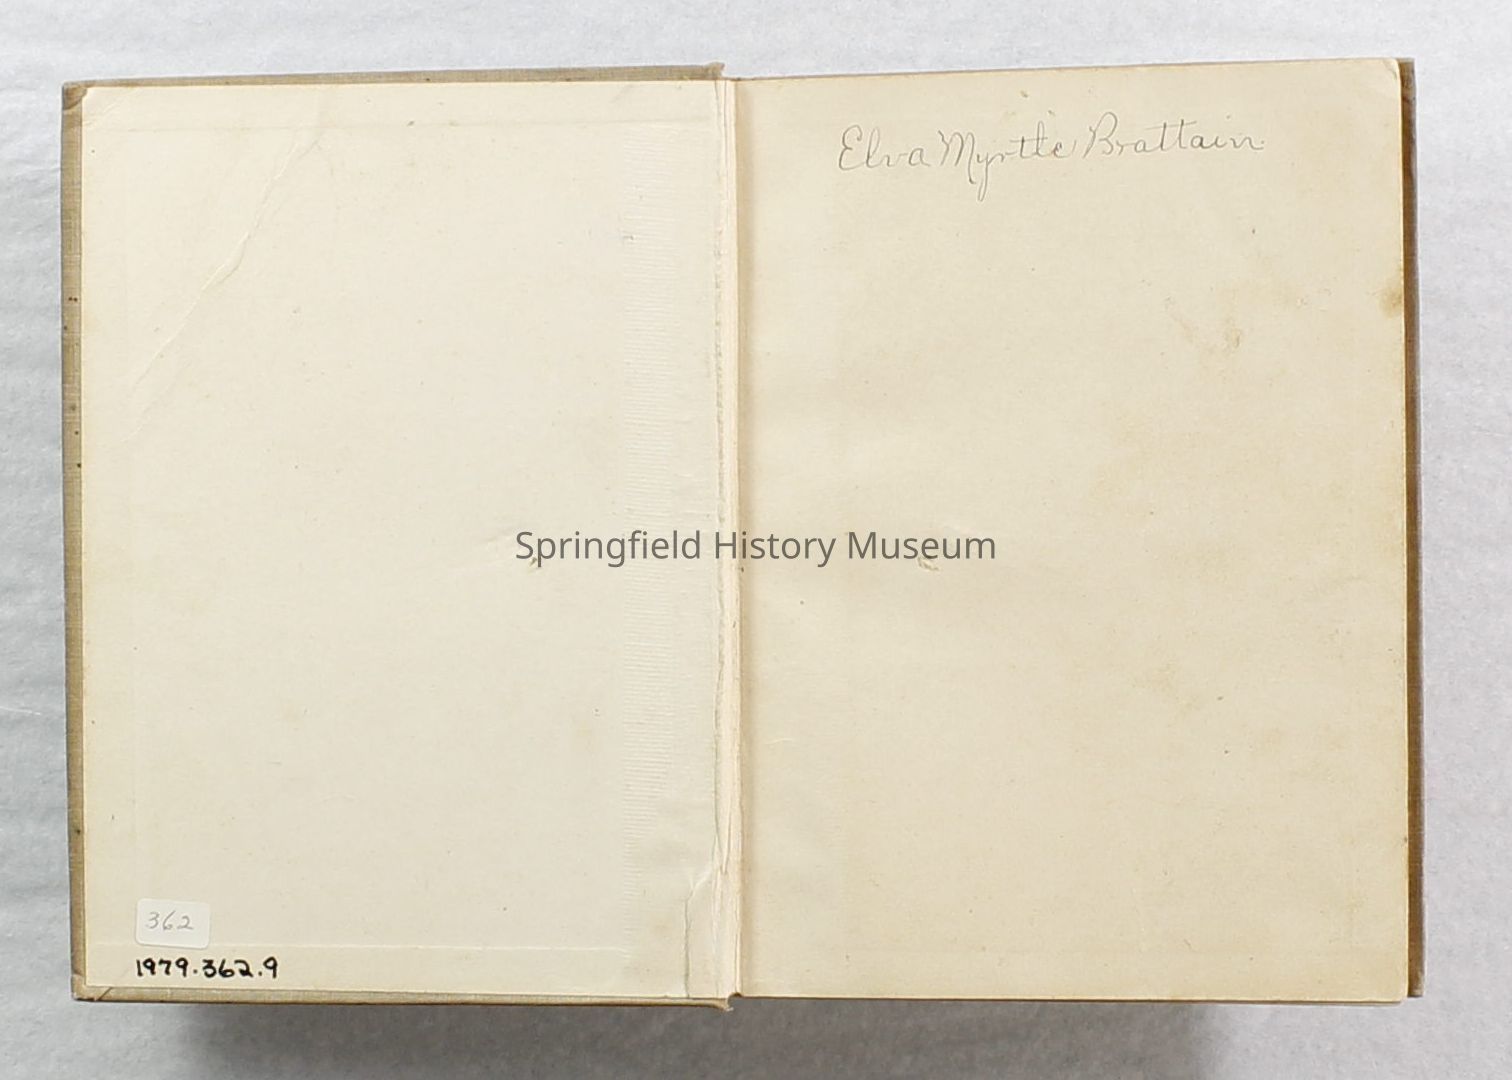 Elva Myrtle Brattain.
Springfield History Museum
362
1979.362.9